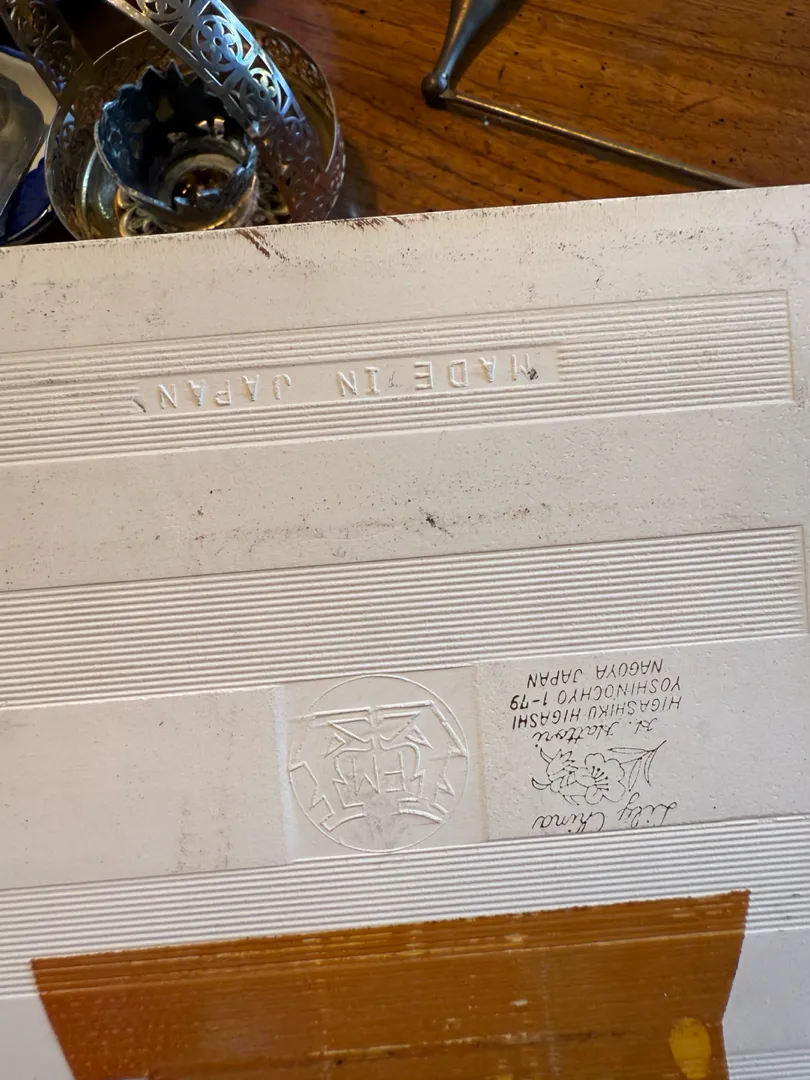 Lily China
H. Hattori
HIGASHIKU-HIGASHI
YOSHINOCHYO 1-79
NAGOYA JAPAN
MADE IN JAPAN